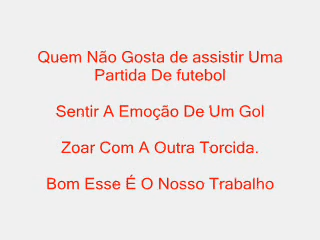 Quem Não Gosta de assistir Uma
Partida De futebol
Sentir A Emoção De Um Gol
Zoar Com A Outra Torcida.
Bom Esse É O Nosso Trabalho